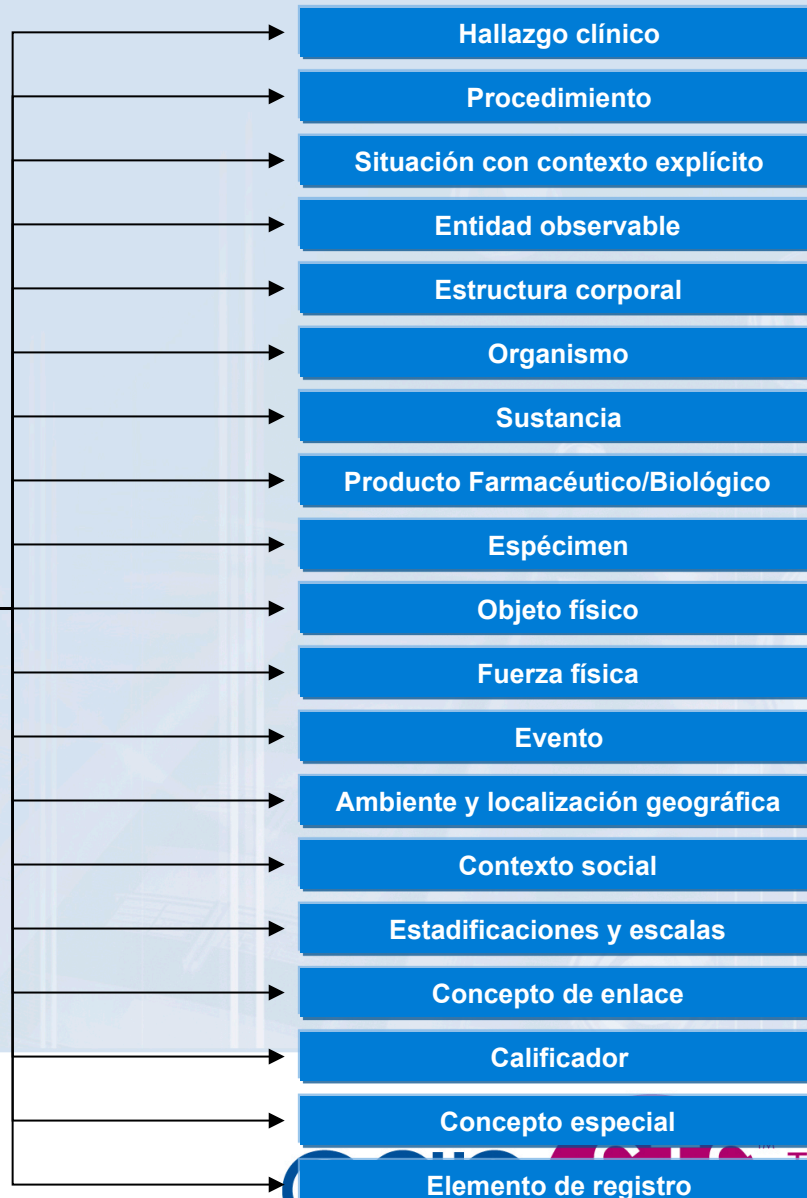 Hallazgo clínico
Procedimiento
Situación con contexto explícito
Entidad observable
Estructura corporal
Organismo
Sustancia
Producto Farmacéutico/Biológico
Espécimen
Objeto físico
Fuerza física
Evento
Ambiente y localización geográfica
Contexto social
Estadificaciones y escalas
Concepto de enlace
Calificador
Concepto especial
Elemento de registro